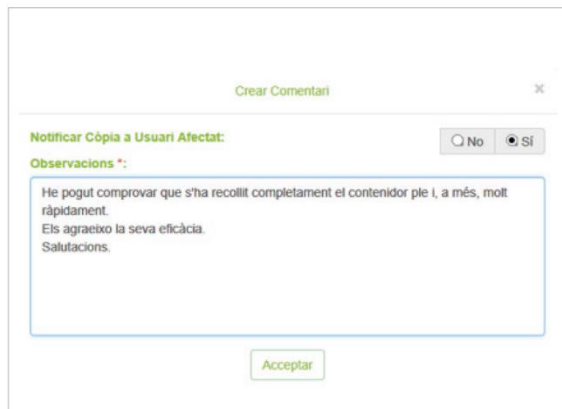 Crear Comentari ×
Notificar Còpia a Usuari Afectat: No Sí
Observacions *:
He pogut comprovar que s'ha recollit completament el contenidor ple i, a més, molt
ràpidament.
Els agraeixo la seva eficàcia.
Salutacions.
Acceptar